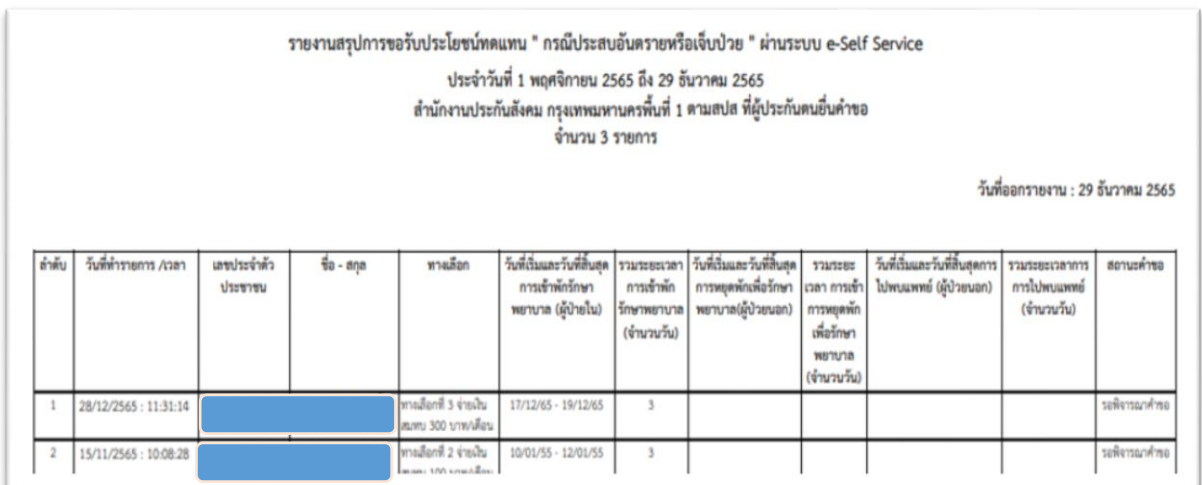 รายงานสรุปการขอรับประโยชน์ทดแทน " กรณีประสบอันตรายหรือเจ็บป่วย " ผ่านระบบ e-Self Service
ประจำวันที่ 1 พฤศจิกายน 2565 ถึง 29 ธันวาคม 2565
สำนักงานประกันสังคม กรุงเทพมหานครพื้นที่ 1 ตามสปส ที่ผู้ประกันตนยื่นคำขอ
จำนวน 3 รายการ
วันที่ออกรายงาน : 29 ธันวาคม 2565
ลำดับ วันที่ทำรายการ /เวลา เลขประจำตัว ชื่อ - สกุล ทางเลือก วันที่เริ่มและวันที่สิ้นสุด รวมระยะเวลา วันที่เริ่มและวันที่สิ้นสุด รวมระยะ วันที่เริ่มและวันที่สิ้นสุดการ รวมระยะเวลาการ สถานะคำขอ
ประชาชน การเข้าพักรักษา การเข้าพัก การหยุดพักเพื่อรักษา เวลา การเข้า ไปพบแพทย์ (ผู้ป่วยนอก) การไปพบแพทย์
พยาบาล (ผู้ป่ายใน) รักษาพยาบาล พยาบาล(ผู้ป่วยนอก) การหยุดพัก (จำนวนวัน)
(จำนวนวัน) เพื่อรักษา
พยาบาล
(จำนวนวัน)
1 28/12/2565 : 11:31:14 ทางเลือกที่ 3 จ่ายเงิน 17/12/65 - 19/12/65 3 รอพิจารณาคำขอ
สมทบ 300 บาท/เดือน
2 15/11/2565 : 10:08:28 ทางเลือกที่ 2 จ่ายเงิน 10/01/55 - 12/01/55 3 รอพิจารณาคำขอ
สมทบ 100 บาท/เดือน